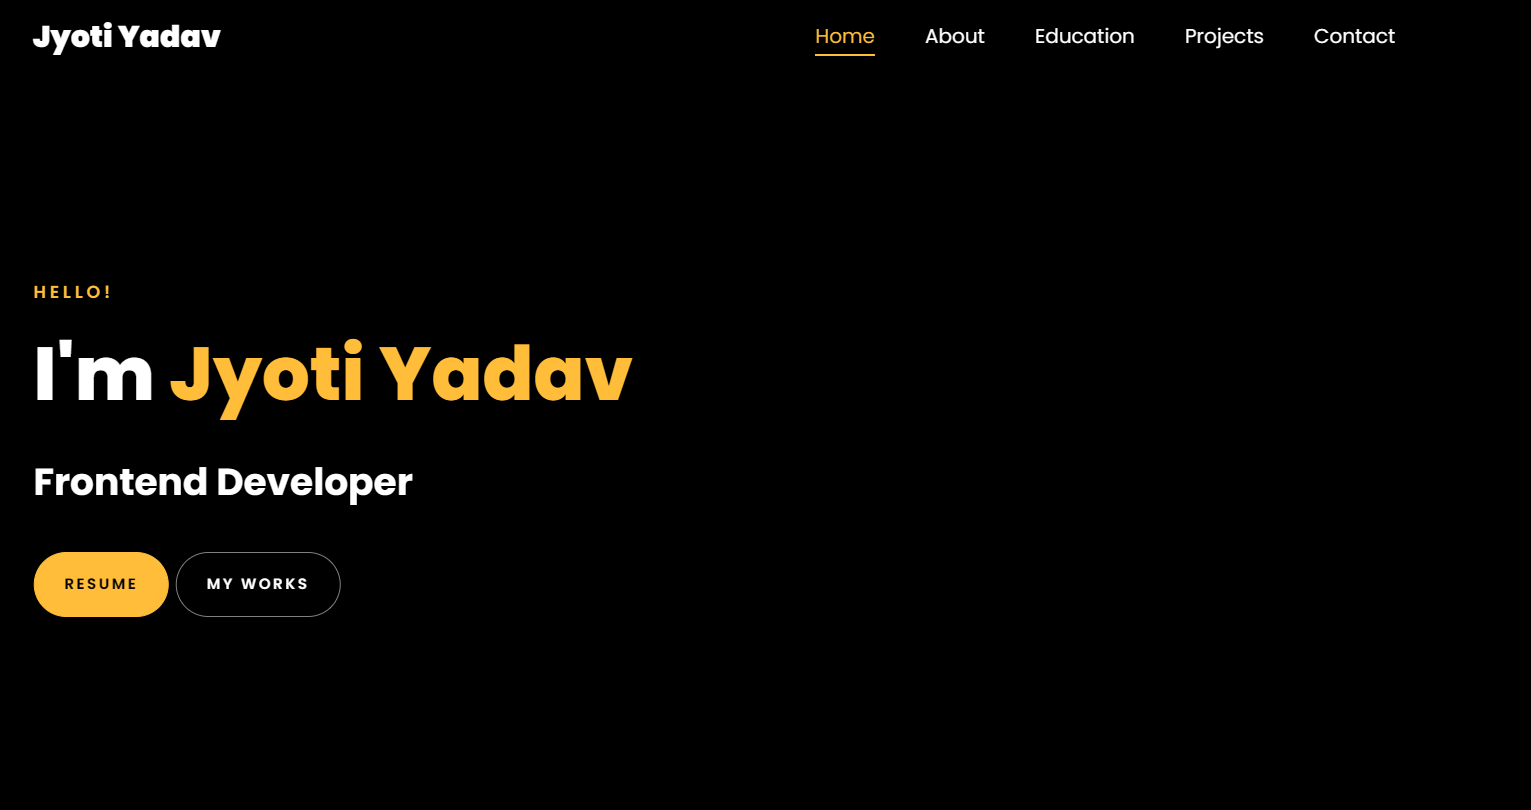 Jyoti Yadav
Home About Education Projects Contact
HELLO!
I'm Jyoti Yadav
Frontend Developer
RESUME MY WORKS